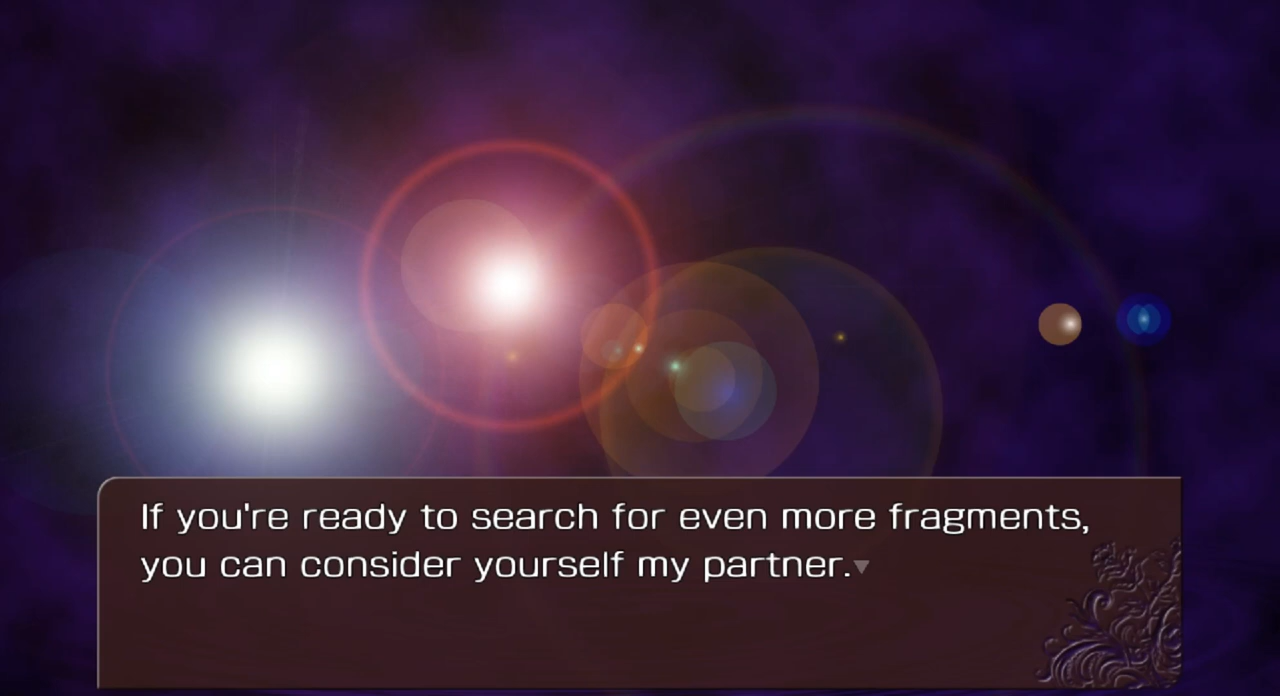 If you're ready to search for even more fragments,
you can consider yourself my partner.